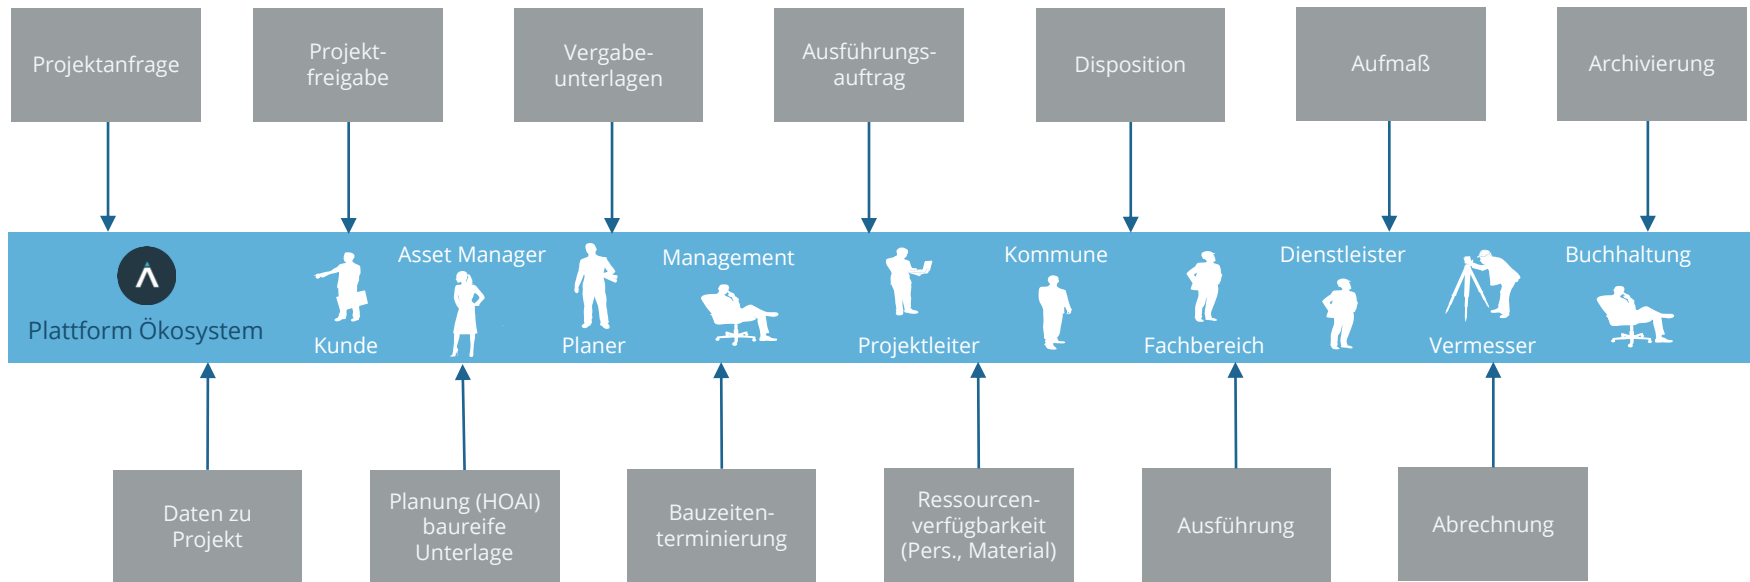 Projektanfrage
Projekt-
freigabe
Vergabe-
unterlagen
Ausführungs-
auftrag
Disposition
Aufmaß
Archivierung
Plattform Ökosystem
Kunde
Asset Manager
Planer
Management
Projektleiter
Kommune
Fachbereich
Dienstleister
Vermesser
Buchhaltung
Daten zu
Projekt
Planung (HOAI)
baureife
Unterlage
Bauzeiten-
terminierung
Ressourcen-
verfügbarkeit
(Pers., Material)
Ausführung
Abrechnung